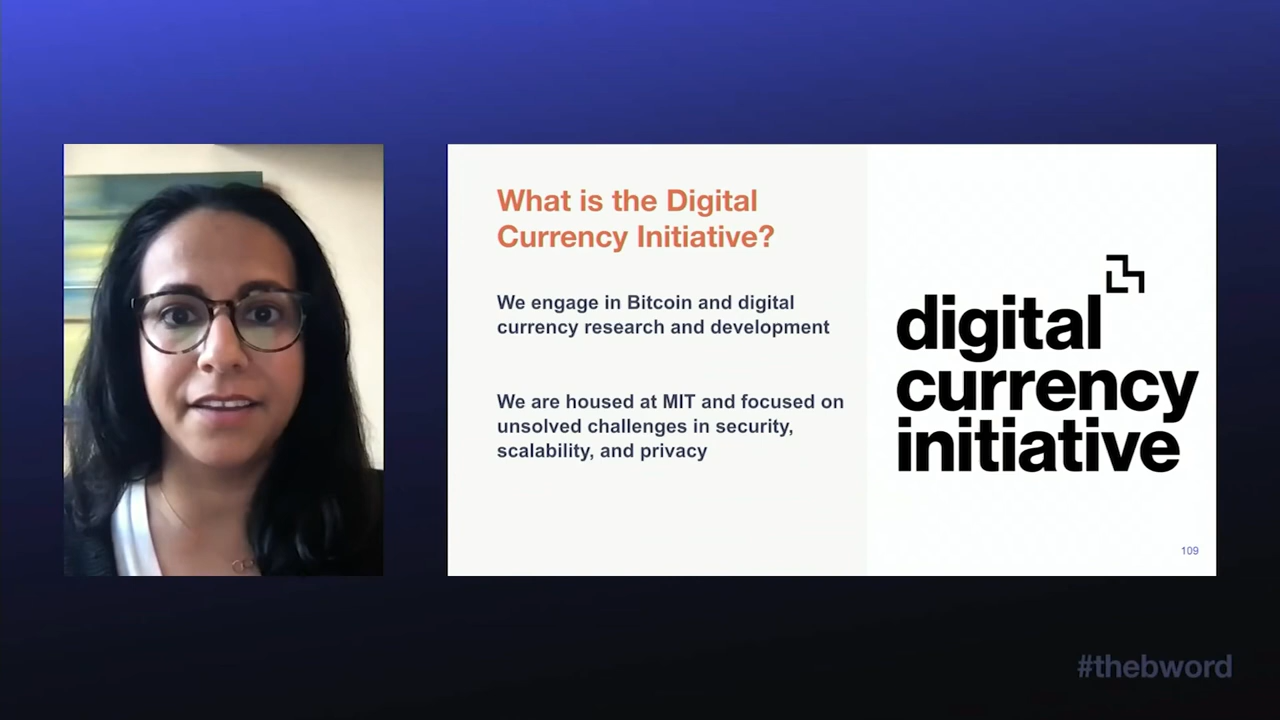 What is the Digital
Currency Initiative?
We engage in Bitcoin and digital
currency research and development
We are housed at MIT and focused on
unsolved challenges in security,
scalability, and privacy
digital
currency
initiative
109
#thebword